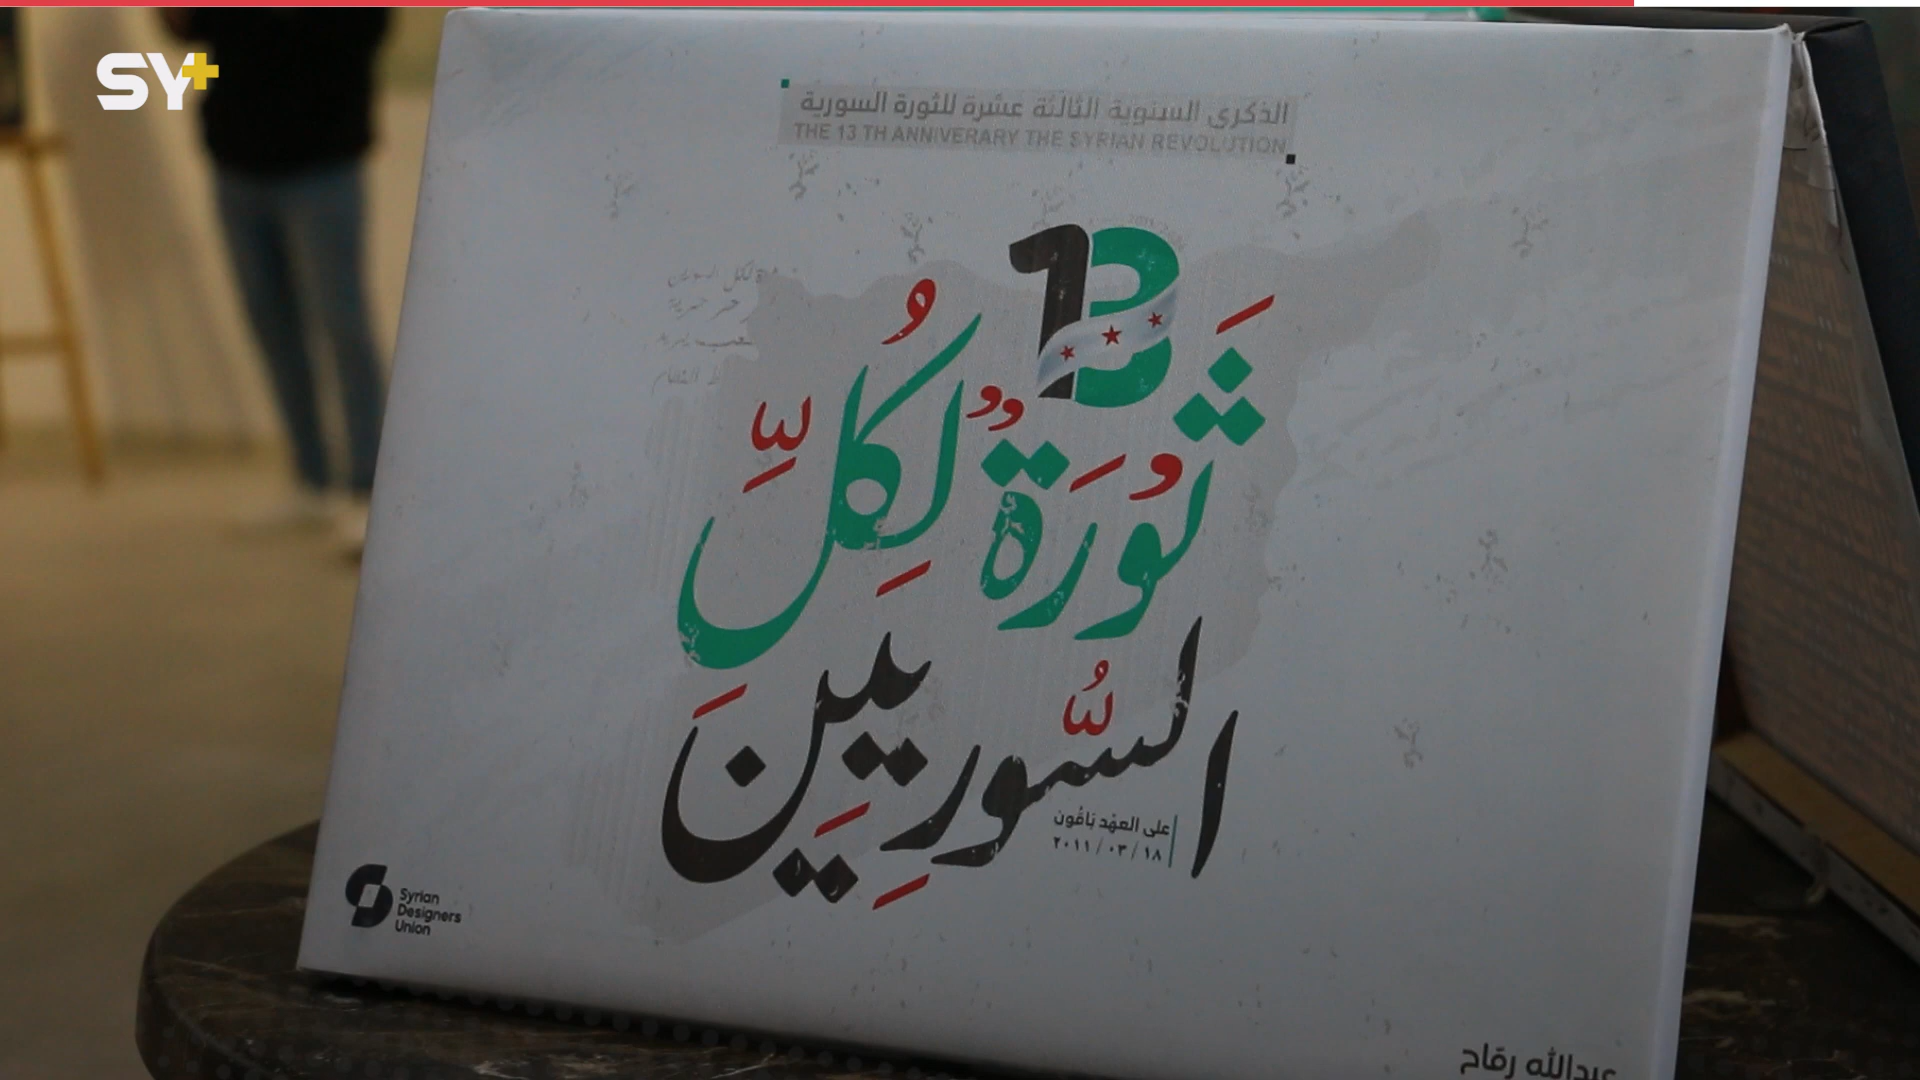 SY+
الذكرى السنوية الثالثة عشرة للثورة السورية
THE 13 TH ANNIVERARY THE SYRIAN REVOLUTION
13
ثَوْرَةٌ لِكُلِّ
السُّورِيِّينَ
على العهد باقون
٢٠١١ / ٠٣ / ١٨
Syrian
Designers
Union
عبدالله رقاح